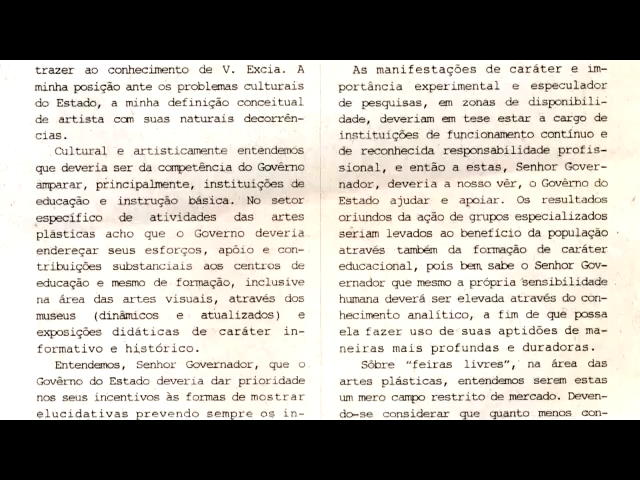 trazer ao conhecimento de V. Excia. A
minha posição ante os problemas culturais
do Estado, a minha definição conceitual
de artista com suas naturais decorrên-
cias.
Cultural e artisticamente entendemos
que deveria ser da competência do Govêrno
amparar, principalmente, instituições de
educação e instrução básica. No setor
específico de atividades das artes
plásticas acho que o Governo deveria
endereçar seus esforços, apôio e con-
tribuições substanciais aos centros de
educação e mesmo de formação, inclusive
na área das artes visuais, através dos
museus (dinâmicos e atualizados) e
exposições didáticas de caráter in-
formativo e histórico.
Entendemos, Senhor Governador, que o
Govêrno do Estado deveria dar prioridade
nos seus incentivos às formas de mostrar
elucidativas prevendo sempre os in-
As manifestações de caráter e im-
portância experimental e especulador
de pesquisas, em zonas de disponibili-
dade, deveriam em tese estar a cargo de
instituições de funcionamento contínuo e
de reconhecida responsabilidade profis-
sional, e então a estas, Senhor Gover-
nador, deveria a nosso vêr, o Govêrno do
Estado ajudar e apoiar. Os resultados
oriundos da ação de grupos especializados
seriam levados ao benefício da população
através também da formação de caráter
educacional, pois bem sabe o Senhor Gov-
ernador que mesmo a própria sensibilidade
humana deverá ser elevada através do con-
hecimento analítico, a fim de que possa
ela fazer uso de suas aptidões de ma-
neiras mais profundas e duradoras.
Sôbre "feiras livres", na área das
artes plásticas, entendemos serem estas
um mero campo restrito de mercado. Deven-
do-se considerar que quanto menos con-